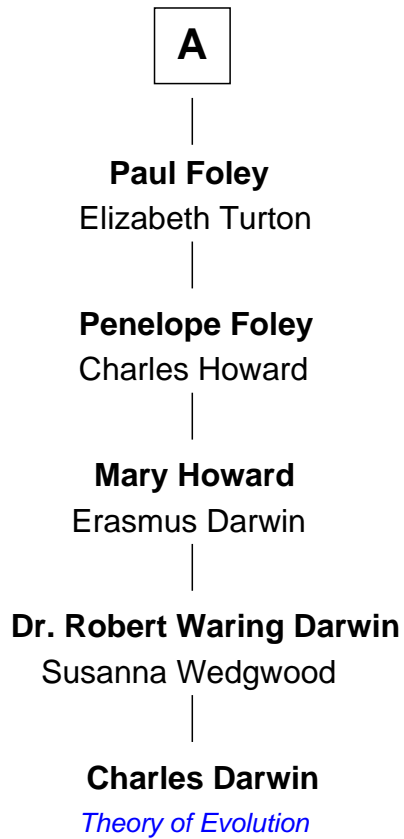 A
Paul Foley
Elizabeth Turton
Penelope Foley
Charles Howard
Mary Howard
Erasmus Darwin
Dr. Robert Waring Darwin
Susanna Wedgwood
Charles Darwin
Theory of Evolution